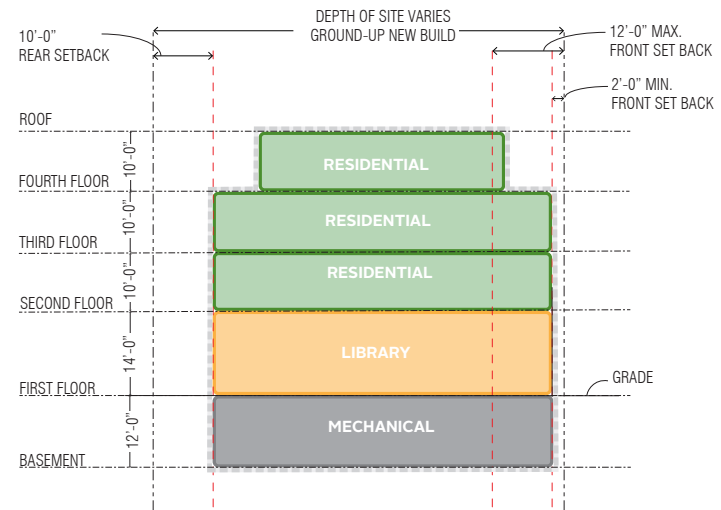 DEPTH OF SITE VARIES
GROUND-UP NEW BUILD
10’-0”
REAR SETBACK
12’-0” MAX.
FRONT SET BACK
2’-0” MIN.
FRONT SET BACK
ROOF
10’-0”
RESIDENTIAL
FOURTH FLOOR
10’-0”
RESIDENTIAL
THIRD FLOOR
10’-0”
RESIDENTIAL
SECOND FLOOR
14’-0”
LIBRARY
FIRST FLOOR
GRADE
12’-0”
MECHANICAL
BASEMENT